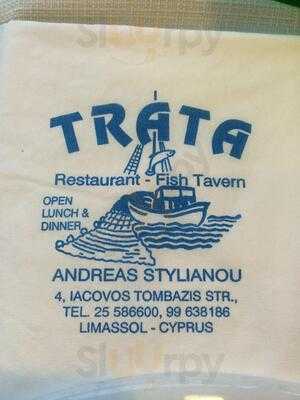 TRATA
Restaurant - Fish Tavern
OPEN
LUNCH &
DINNER
ANDREAS STYLIANOU
4, IACOVOS TOMBAZIS STR.,
TEL. 25 586600, 99 638186
LIMASSOL - CYPRUS